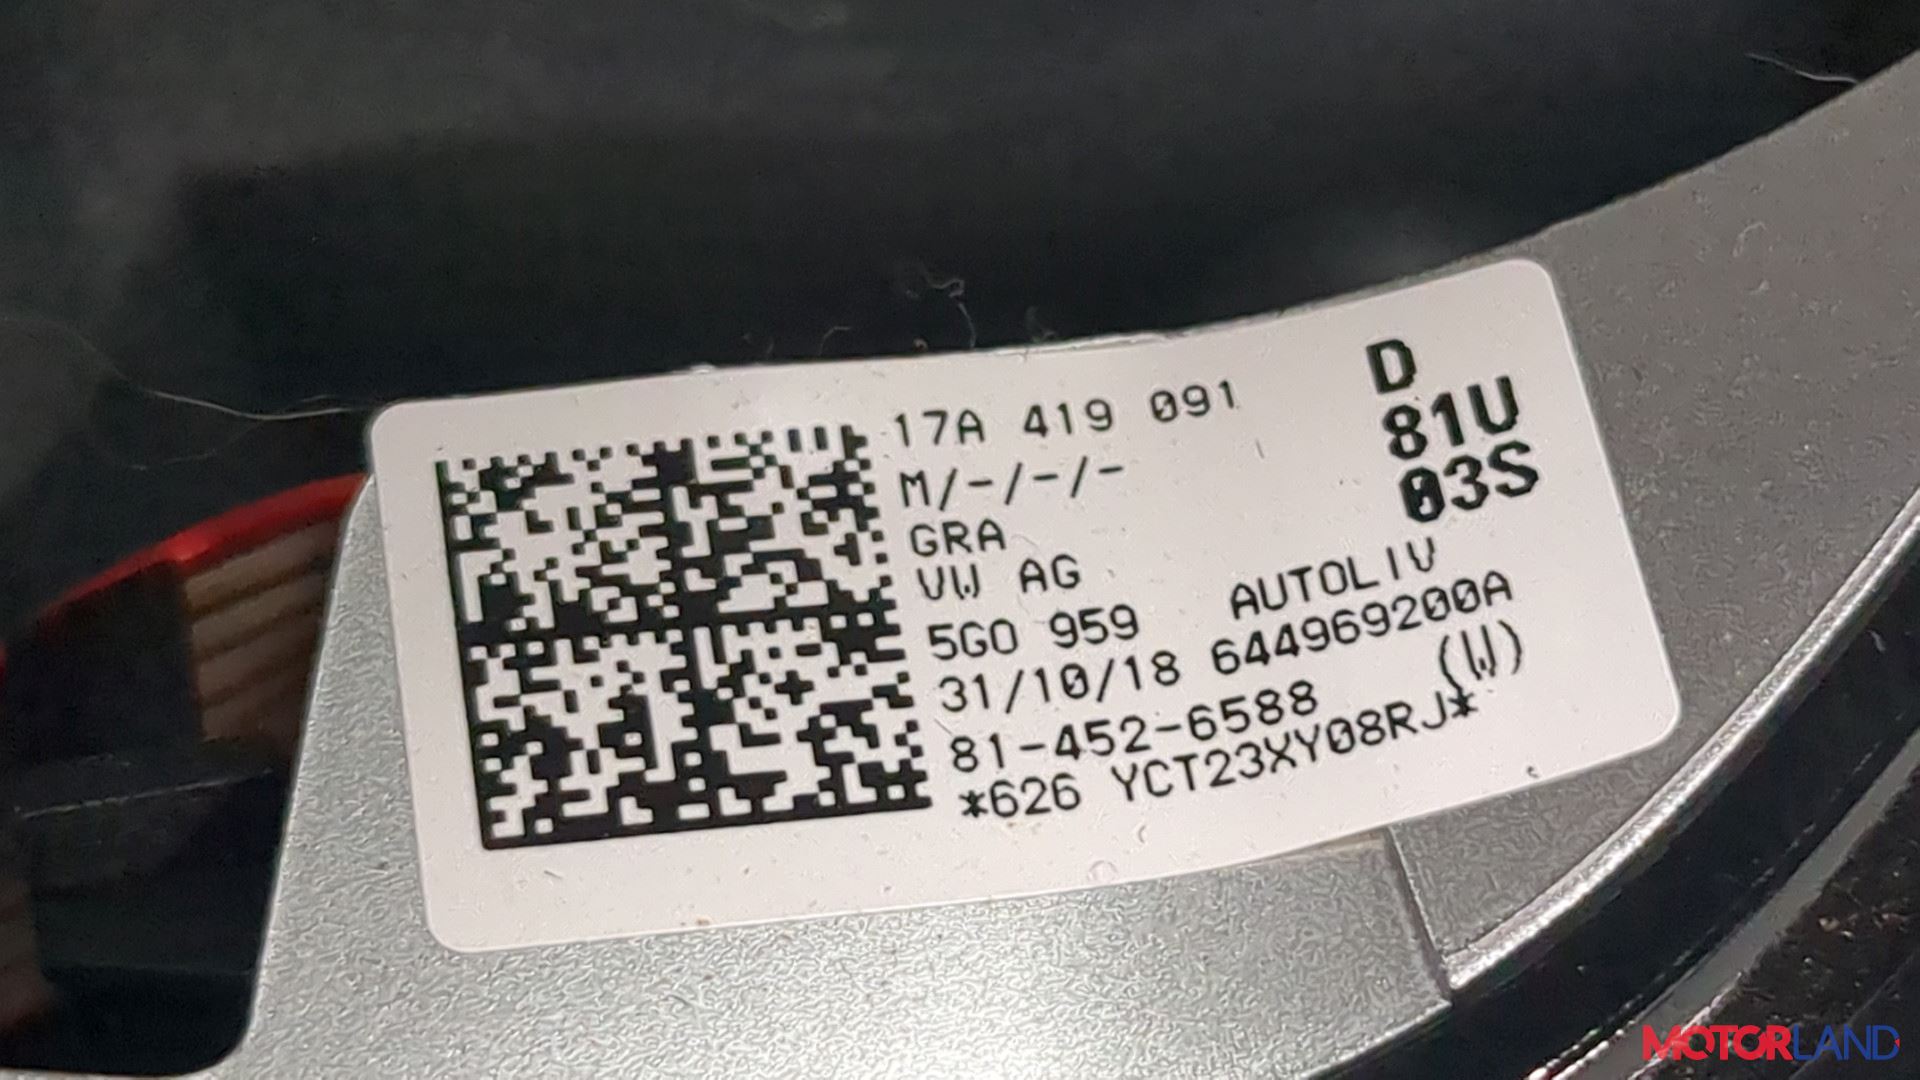 17A 419 091
M/-/-/-
GRA
VW AG
5G0 959 AUTOLIV
31/10/18 644969200A
81-452-6588 (W)
*626 YCT23XY08RJ*
D
81U
03S
MOTORLAND